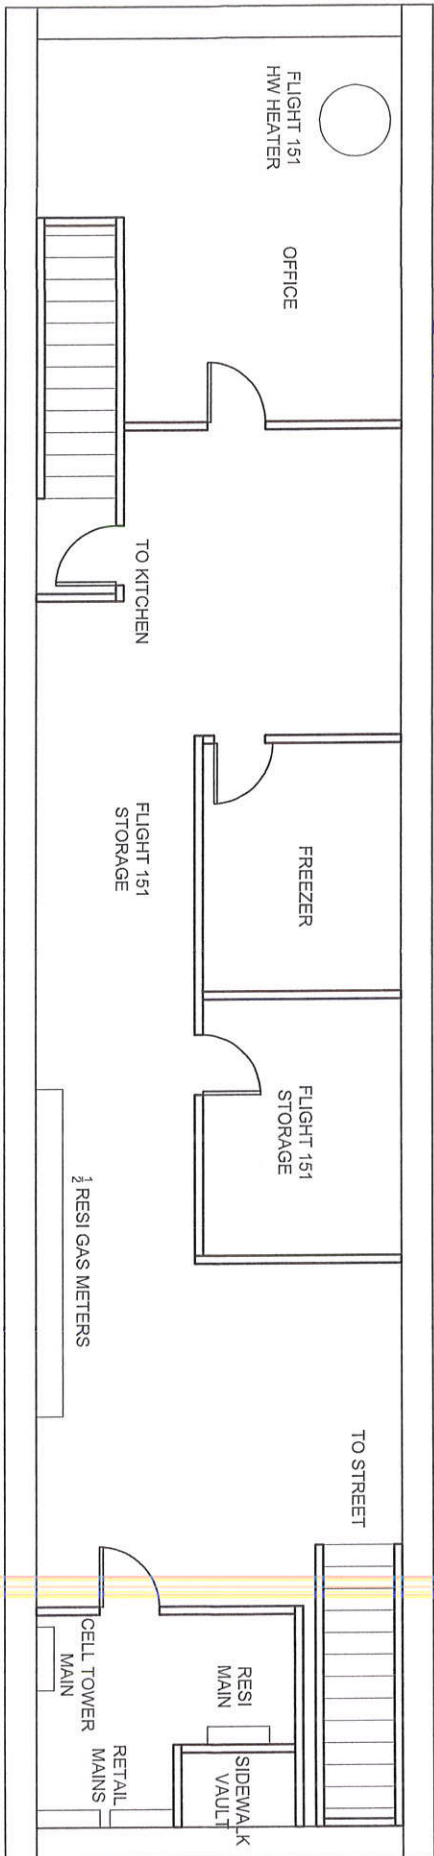 FLIGHT 151
HW HEATER
OFFICE
TO KITCHEN
FLIGHT 151
STORAGE
FREEZER
FLIGHT 151
STORAGE
½ RESI GAS METERS
TO STREET
CELL TOWER
MAIN
RESI
MAIN
RETAIL
MAINS
SIDEWALK
VAULT